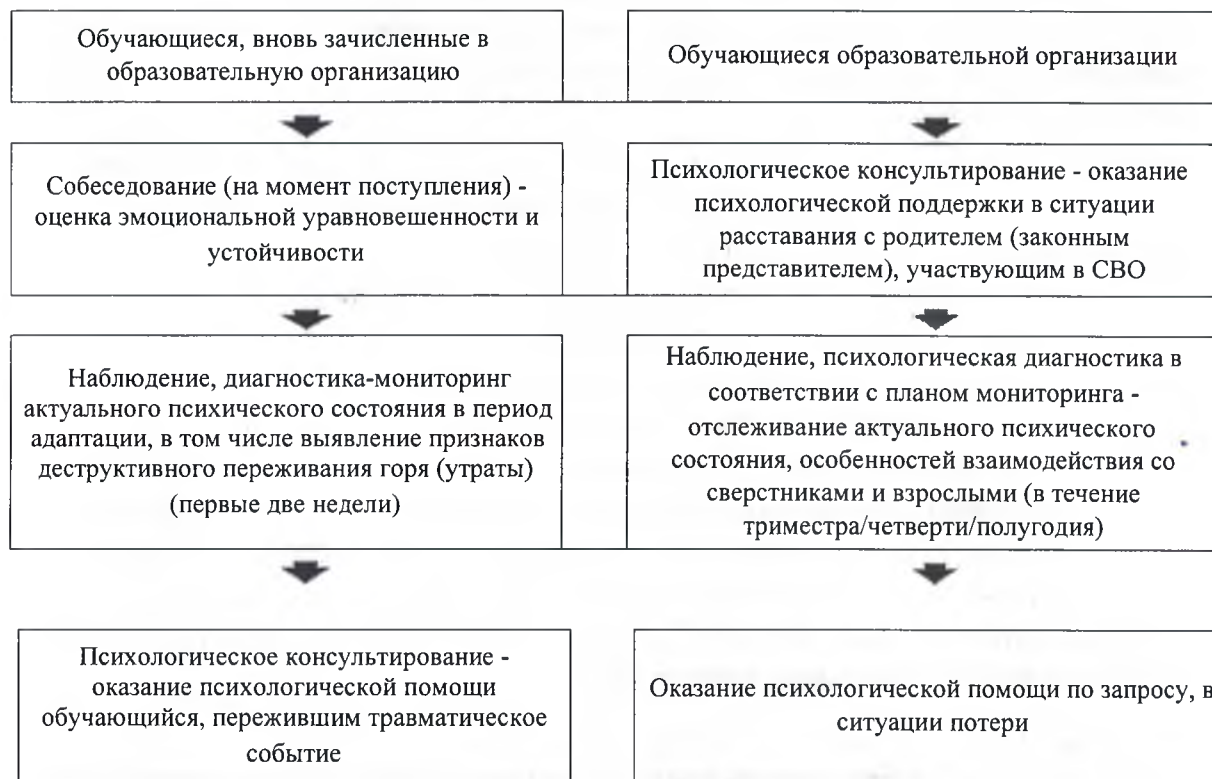 Обучающиеся, вновь зачисленные в
образовательную организацию
Обучающиеся образовательной организации
Собеседование (на момент поступления) -
оценка эмоциональной уравновешенности и
устойчивости
Психологическое консультирование - оказание
психологической поддержки в ситуации
расставания с родителем (законным
представителем), участвующим в СВО
Наблюдение, диагностика-мониторинг
актуального психического состояния в период
адаптации, в том числе выявление признаков
деструктивного переживания горя (утраты)
(первые две недели)
Наблюдение, психологическая диагностика в
соответствии с планом мониторинга -
отслеживание актуального психического
состояния, особенностей взаимодействия со
сверстниками и взрослыми (в течение
триместра/четверти/полугодия)
Психологическое консультирование -
оказание психологической помощи
обучающийся, пережившим травматическое
событие
Оказание психологической помощи по запросу, в
ситуации потери